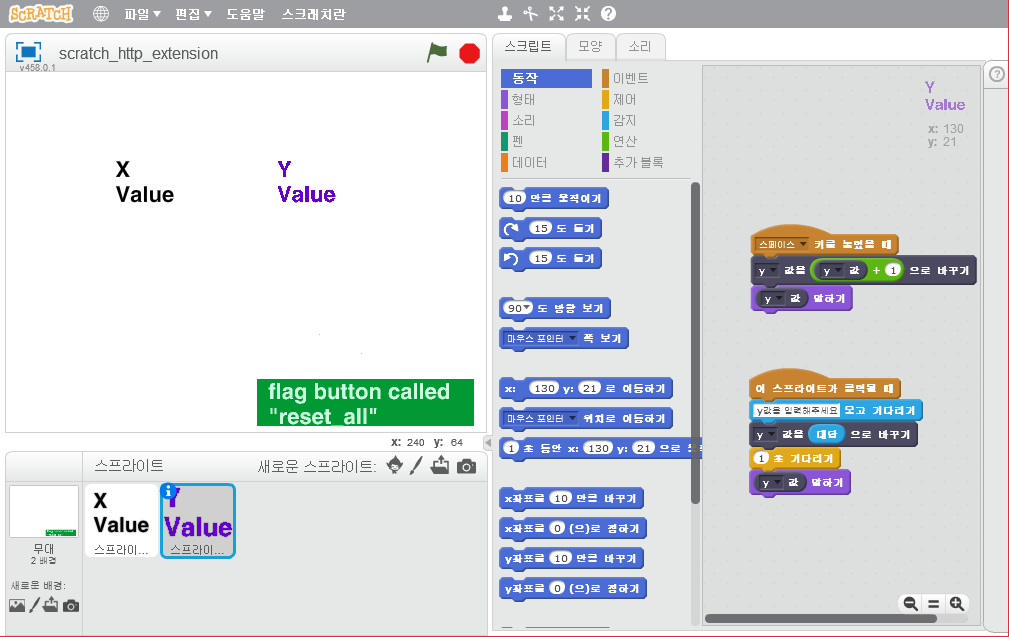 SCRATCH 파일▼ 편집▼ 도움말 스크래치란
scratch_http_extension
v458.0.1
X
Value
Y
Value
flag button called
"reset_all"
x: 240 y: 64
스프라이트 새로운 스프라이트:
무대
2 배경
새로운 배경:
X
Value
스프라이...
Y
Value
스프라이...
스크립트 모양 소리
동작 이벤트
형태 제어
소리 감지
펜 연산
데이터 추가 블록
10 만큼 움직이기
15 도 돌기
15 도 돌기
90▼ 도 방향 보기
마우스 포인터▼ 쪽 보기
x: 130 y: 21 로 이동하기
마우스 포인터▼ 위치로 이동하기
1 초 동안 x: 130 y: 21 으로
x좌표를 10 만큼 바꾸기
x좌표를 0 (으)로 정하기
y좌표를 10 만큼 바꾸기
y좌표를 0 (으)로 정하기
Y
Value
x: 130
y: 21
스페이스▼ 키를 눌렀을 때
y▼ 값을 y▼ 값 + 1 으로 바꾸기
y▼ 값 말하기
이 스프라이트가 클릭될 때
y값을 입력해주세요 묻고 기다리기
y▼ 값을 대답 으로 바꾸기
1 초 기다리기
y▼ 값 말하기